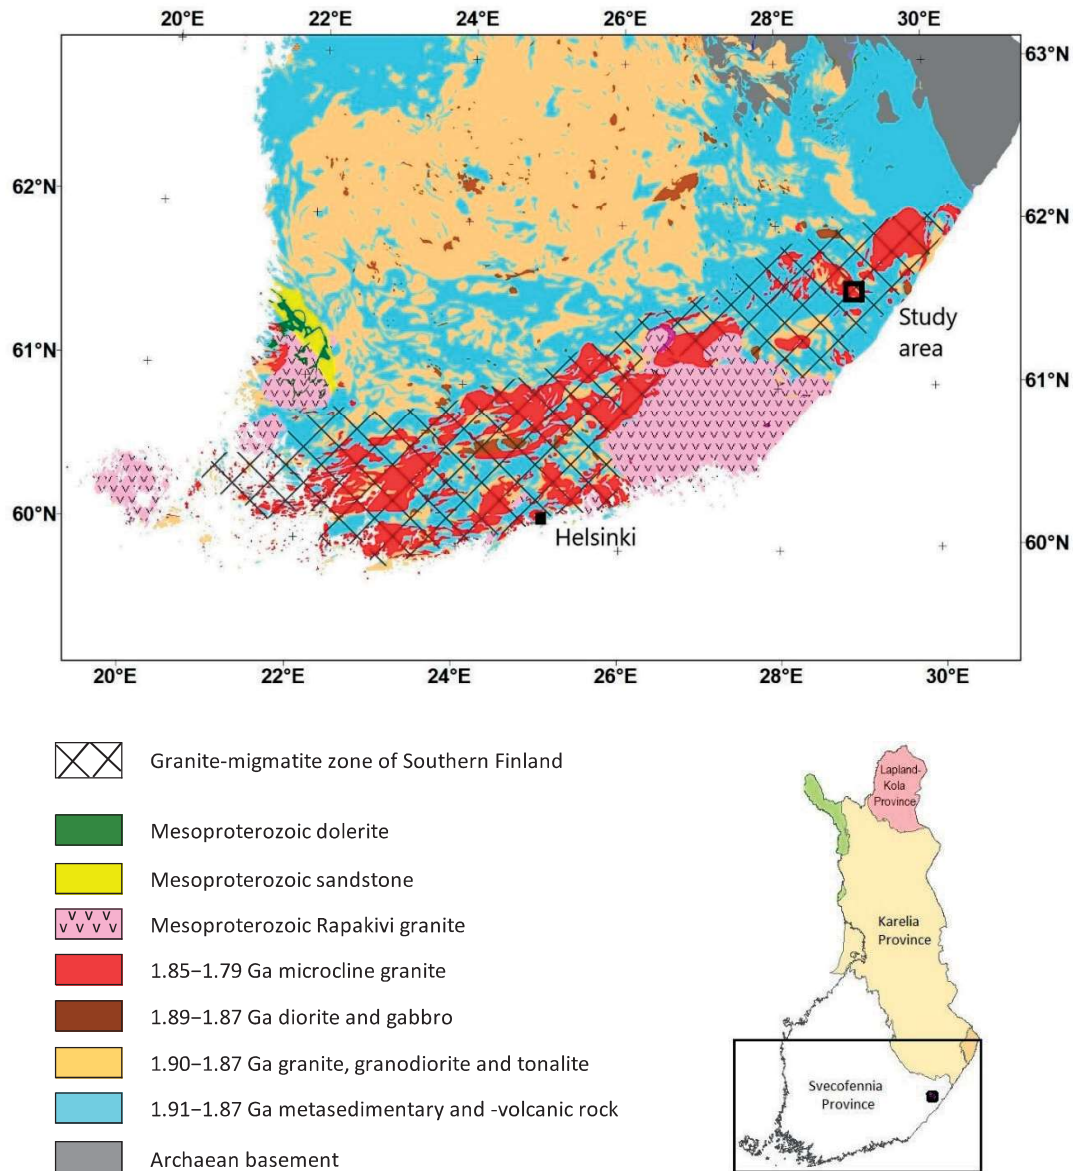 20°E 22°E 24°E 26°E 28°E 30°E
63°N
62°N
62°N
Study
area
61°N
61°N
60°N
Helsinki
60°N
20°E 22°E 24°E 26°E 28°E 30°E
Granite-migmatite zone of Southern Finland
Mesoproterozoic dolerite
Mesoproterozoic sandstone
Mesoproterozoic Rapakivi granite
1.85–1.79 Ga microcline granite
1.89–1.87 Ga diorite and gabbro
1.90–1.87 Ga granite, granodiorite and tonalite
1.91–1.87 Ga metasedimentary and -volcanic rock
Archaean basement
Lapland-
Kola
Province
Karelia
Province
Svecofennia
Province